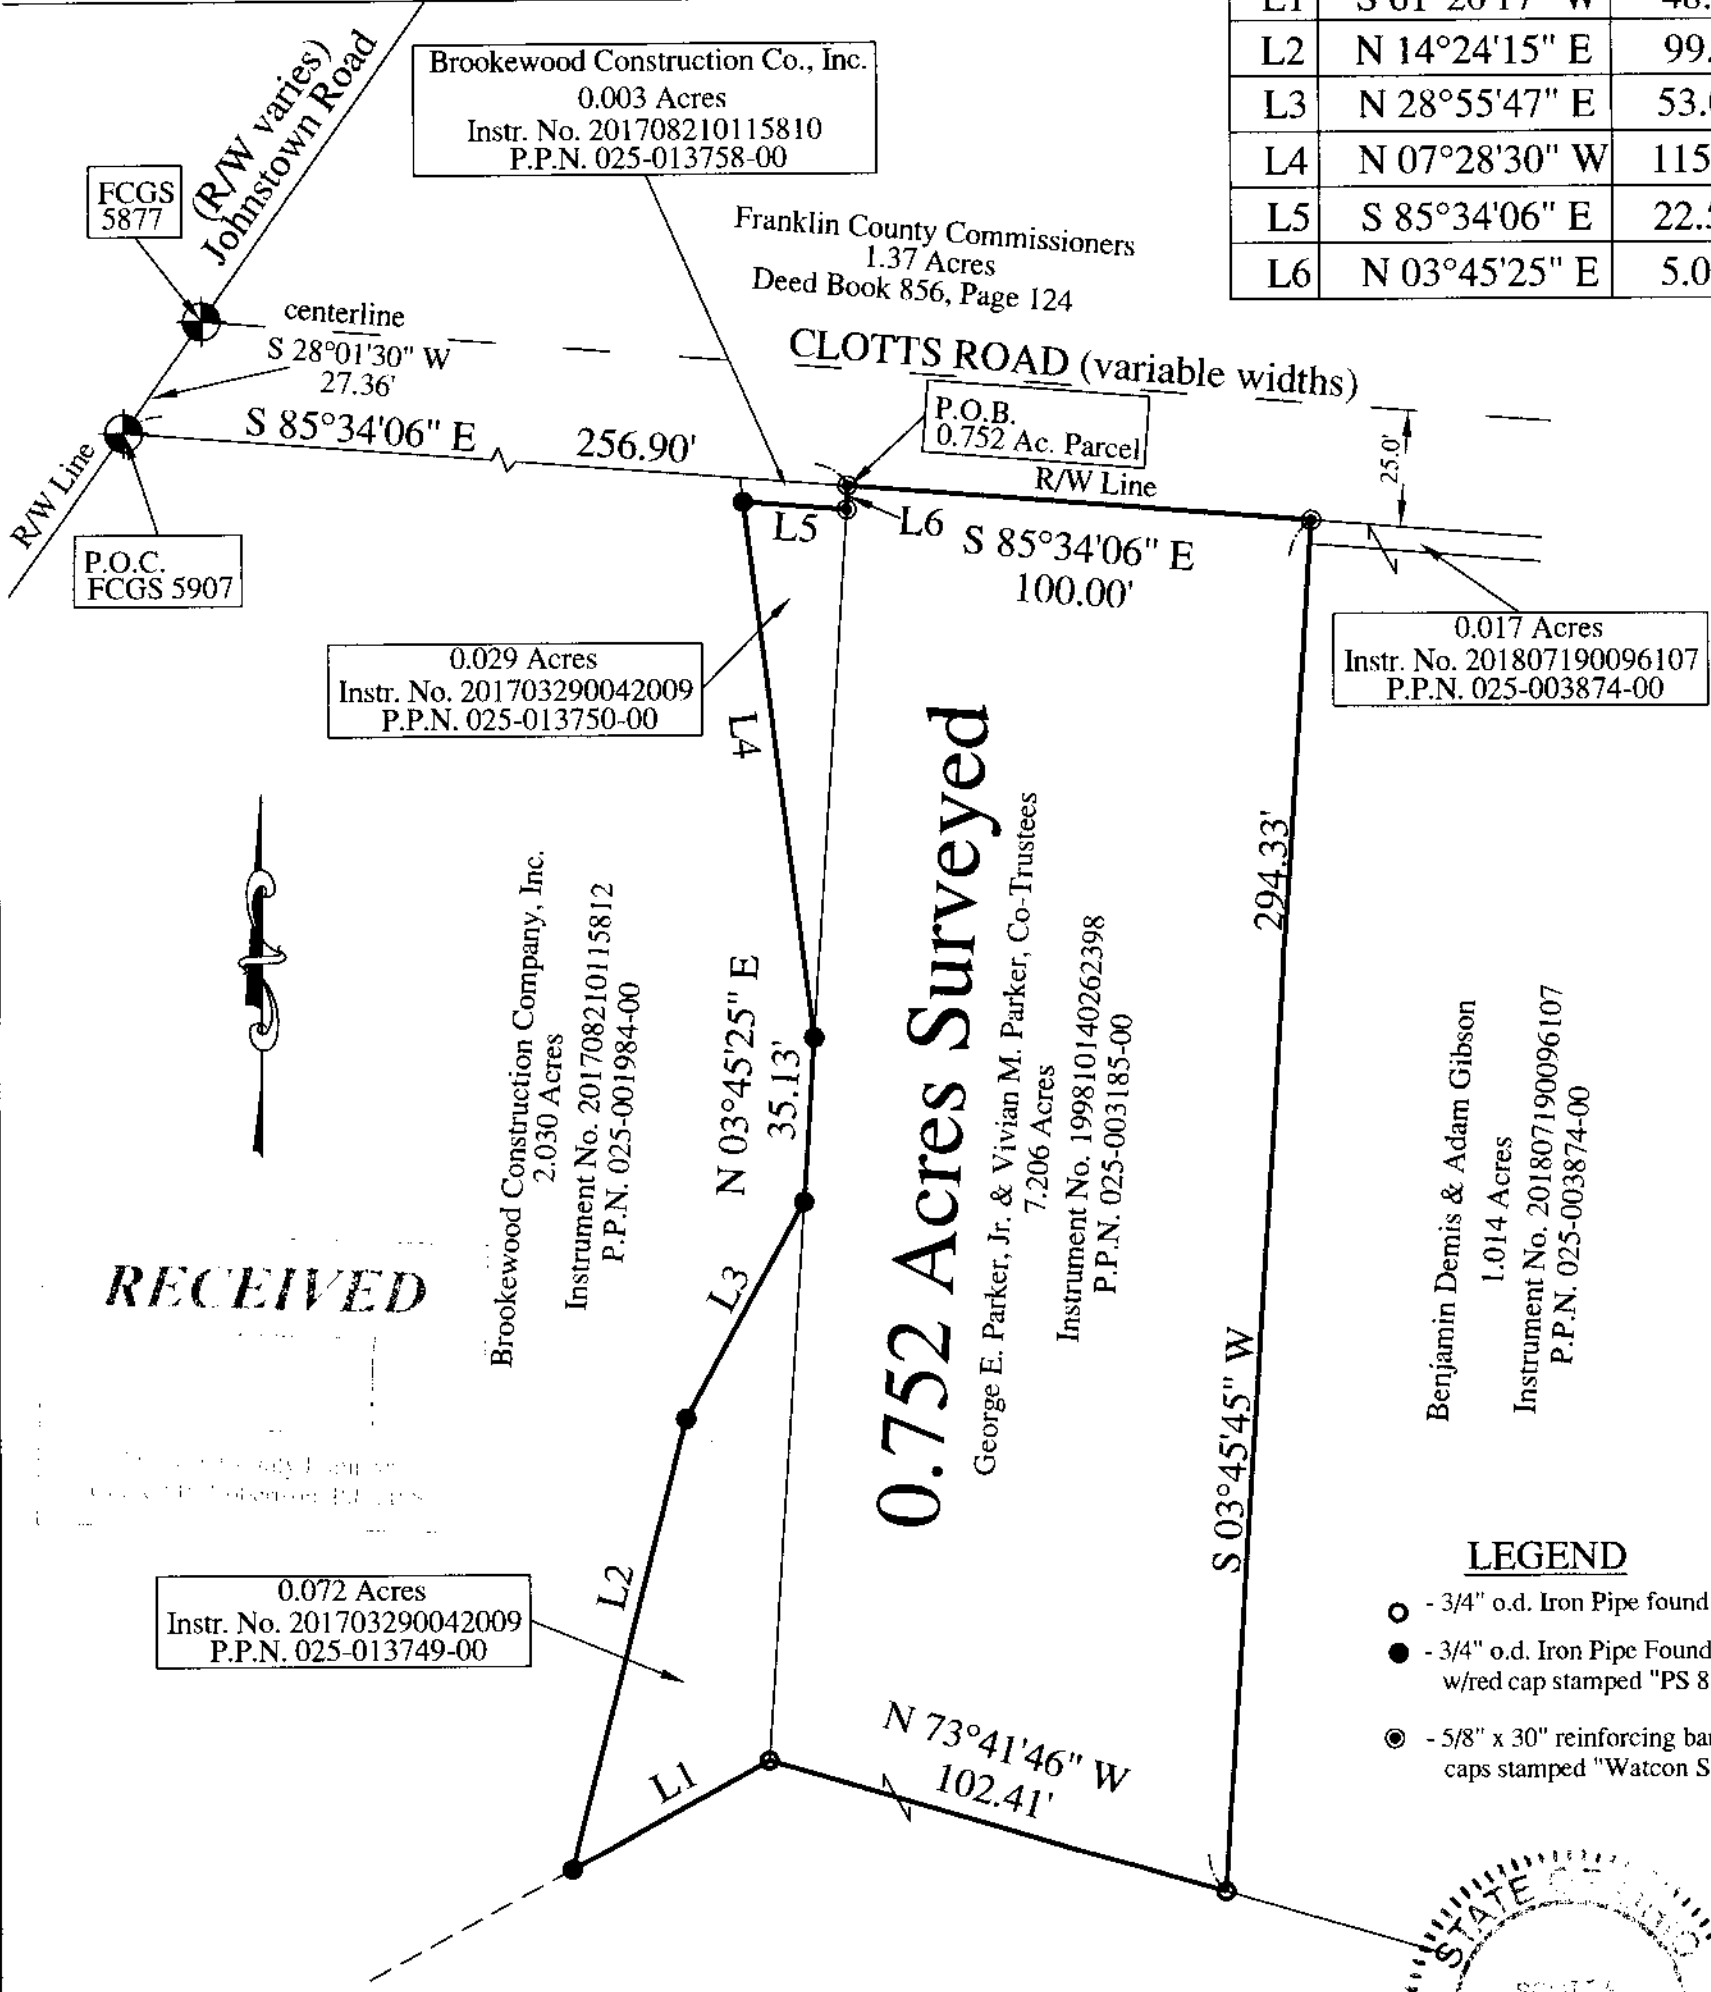 L2 N 14°24'15" E 99.
L3 N 28°55'47" E 53.
L4 N 07°28'30" W 115
L5 S 85°34'06" E 22.
L6 N 03°45'25" E 5.0
Brookewood Construction Co., Inc.
0.003 Acres
Instr. No. 201708210115810
P.P.N. 025-013758-00
(R/W varies)
Johnstown Road
FCGS
5877
Franklin County Commissioners
1.37 Acres
Deed Book 856, Page 124
centerline
S 28°01'30" W
27.36'
CLOTTS ROAD (variable widths)
P.O.B.
0.752 Ac. Parcel
S 85°34'06" E 256.90'
R/W Line
R/W Line
25.0'
L5
L6
S 85°34'06" E
100.00'
P.O.C.
FCGS 5907
0.017 Acres
Instr. No. 201807190096107
P.P.N. 025-003874-00
0.029 Acres
Instr. No. 201703290042009
P.P.N. 025-013750-00
L4
294.33'
S 03°45'45" W
0.752 Acres Surveyed
George E. Parker, Jr. & Vivian M. Parker, Co-Trustees
7.206 Acres
Instrument No. 199810140262398
P.P.N. 025-003185-00
Brookewood Construction Company, Inc.
2.030 Acres
Instrument No. 201708210115812
P.P.N. 025-001984-00
N 03°45'25" E
35.13'
Benjamin Demis & Adam Gibson
1.014 Acres
Instrument No. 201807190096107
P.P.N. 025-003874-00
RECEIVED
L3
L2
0.072 Acres
Instr. No. 201703290042009
P.P.N. 025-013749-00
L1
N 73°41'46" W
102.41'
LEGEND
- 3/4" o.d. Iron Pipe found
- 3/4" o.d. Iron Pipe Found
w/red cap stamped "PS 8
- 5/8" x 30" reinforcing bar
caps stamped "Watcon S
STATE OF OHIO